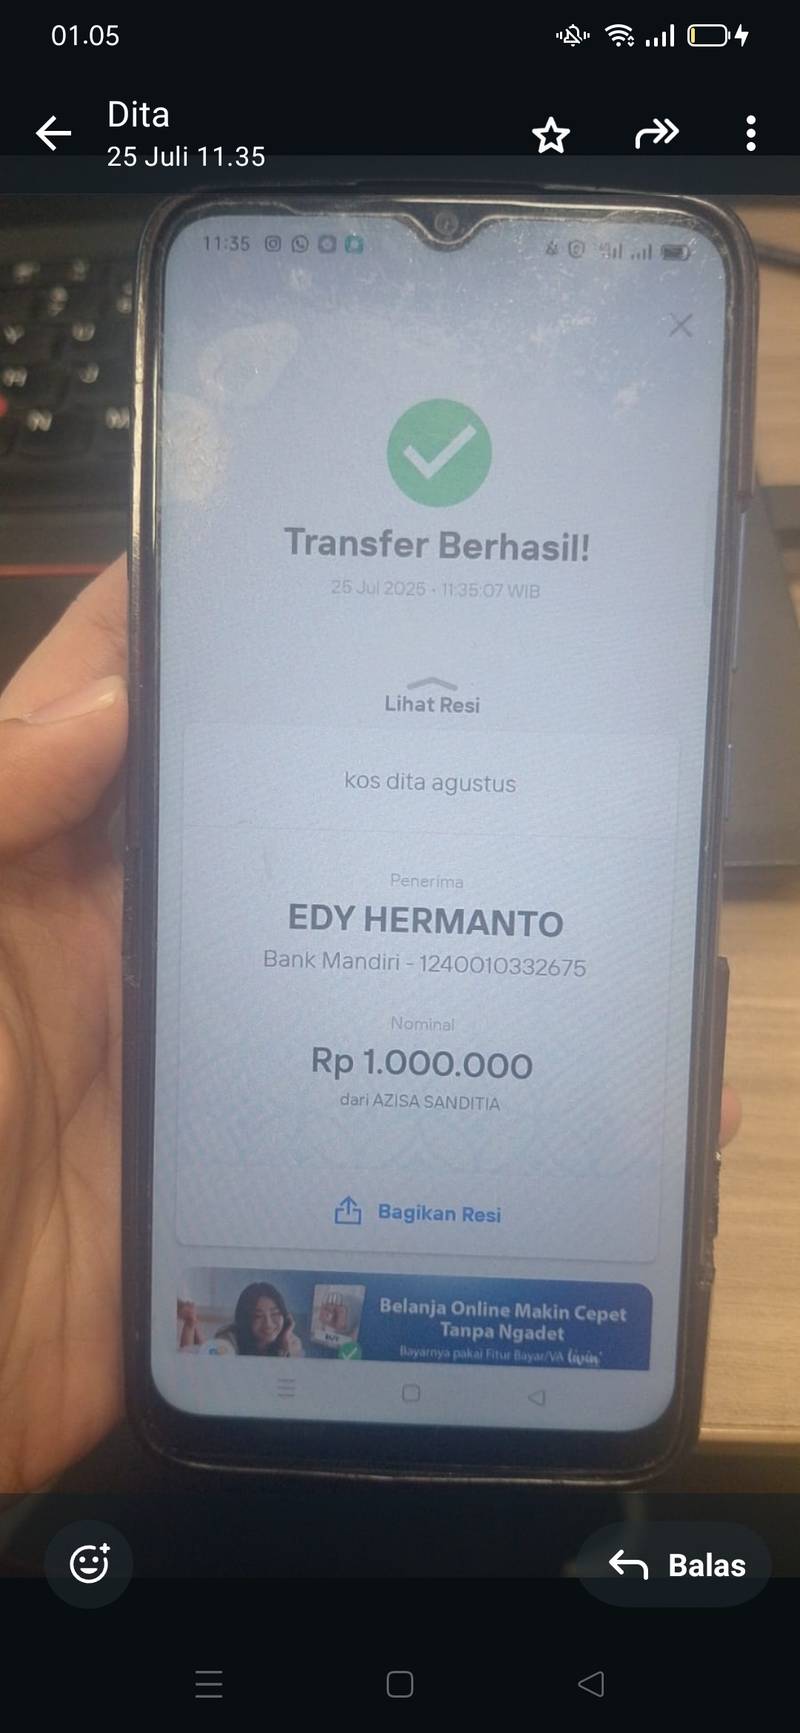 01.05
Dita
25 Juli 11.35
11:35
Transfer Berhasil!
25 Jul 2025 • 11:35:07 WIB
Lihat Resi
kos dita agustus
Penerima
EDY HERMANTO
Bank Mandiri - 1240010332675
Nominal
Rp 1.000.000
dari AZISA SANDITIA
Bagikan Resi
Belanja Online Makin Cepet
Tanpa Ngadet
Bayarnya pakai Fitur Bayar/VA livin'
Balas